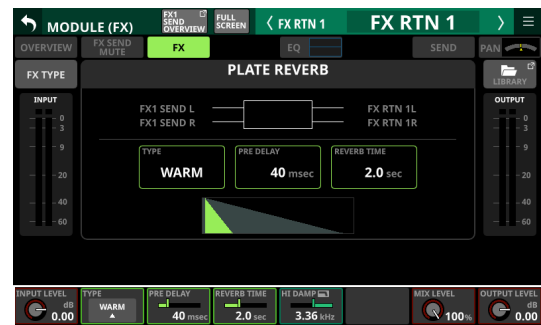 MODULE (FX)
FX1
SEND
OVERVIEW
FULL
SCREEN
FX RTN 1
FX RTN 1
OVERVIEW
FX SEND
MUTE
FX
EQ
SEND
PAN
FX TYPE
PLATE REVERB
LIBRARY
INPUT
OUTPUT
0
3
9
20
40
60
FX1 SEND L
FX RTN 1L
FX1 SEND R
FX RTN 1R
0
3
9
20
40
60
TYPE
WARM
PRE DELAY
40 msec
REVERB TIME
2.0 sec
INPUT LEVEL
dB
0.00
TYPE
WARM
PRE DELAY
40 msec
REVERB TIME
2.0 sec
HI DAMP
3.36 kHz
MIX LEVEL
100%
OUTPUT LEVEL
dB
0.00